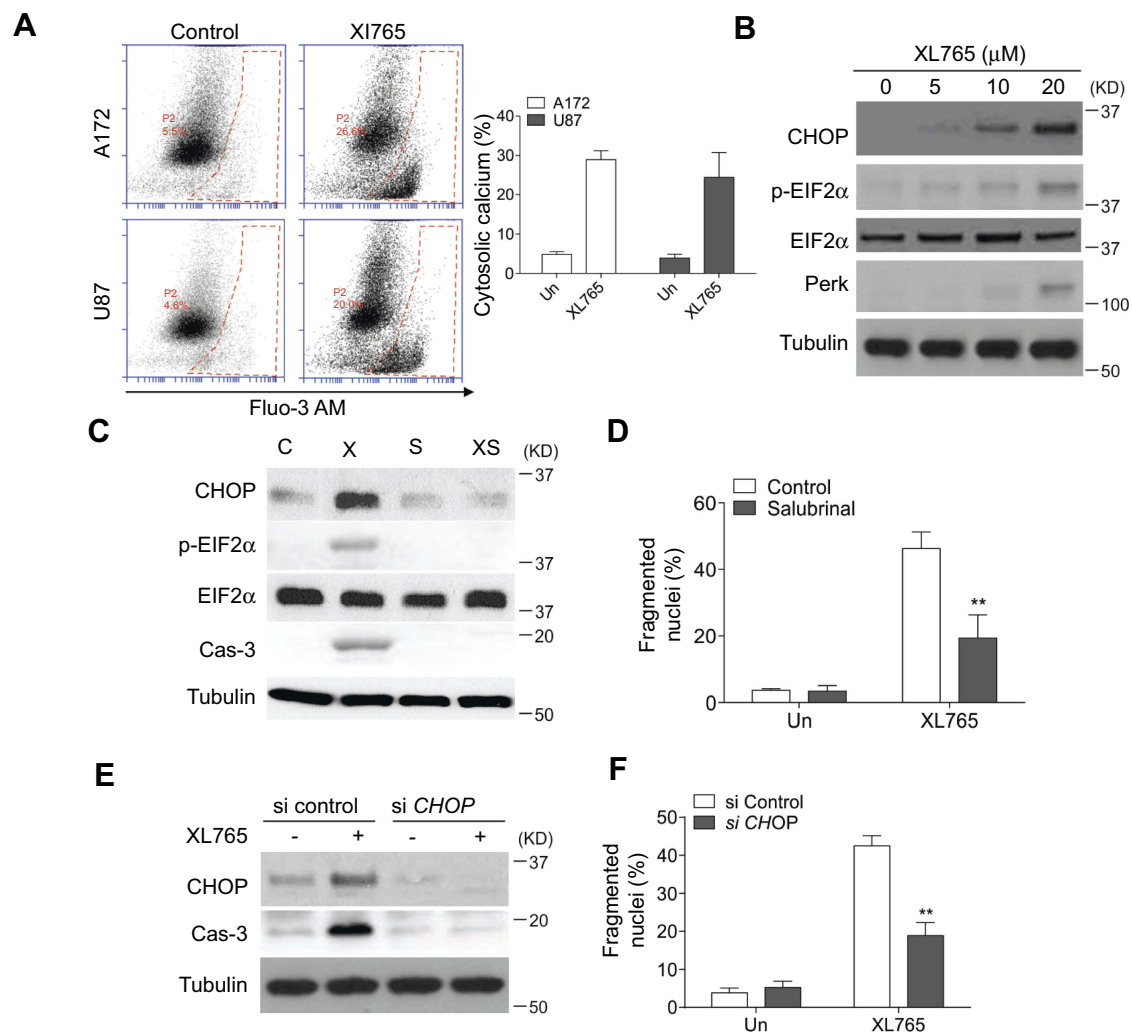 A
Control
XI765
A172
P2
5.5%
P2
26.6%
U87
P2
4.6%
P2
20.0%
Fluo-3 AM
Cytosolic calcium (%)
A172
U87
40
30
20
10
0
Un
XL765
Un
XL765
B
XL765 (μM)
0 5 10 20 (KD)
CHOP
37
p-EIF2α
37
EIF2α
37
Perk
100
Tubulin
50
C
C X S XS (KD)
CHOP
37
p-EIF2α
37
EIF2α
37
Cas-3
20
Tubulin
50
D
Control
Salubrinal
Fragmented
nuclei (%)
60
40
20
0
**
Un XL765
E
si control si CHOP
XL765 - + - + (KD)
CHOP
37
Cas-3
20
Tubulin
50
F
si Control
si CHOP
Fragmented
nuclei (%)
50
40
30
20
10
0
**
Un XL765